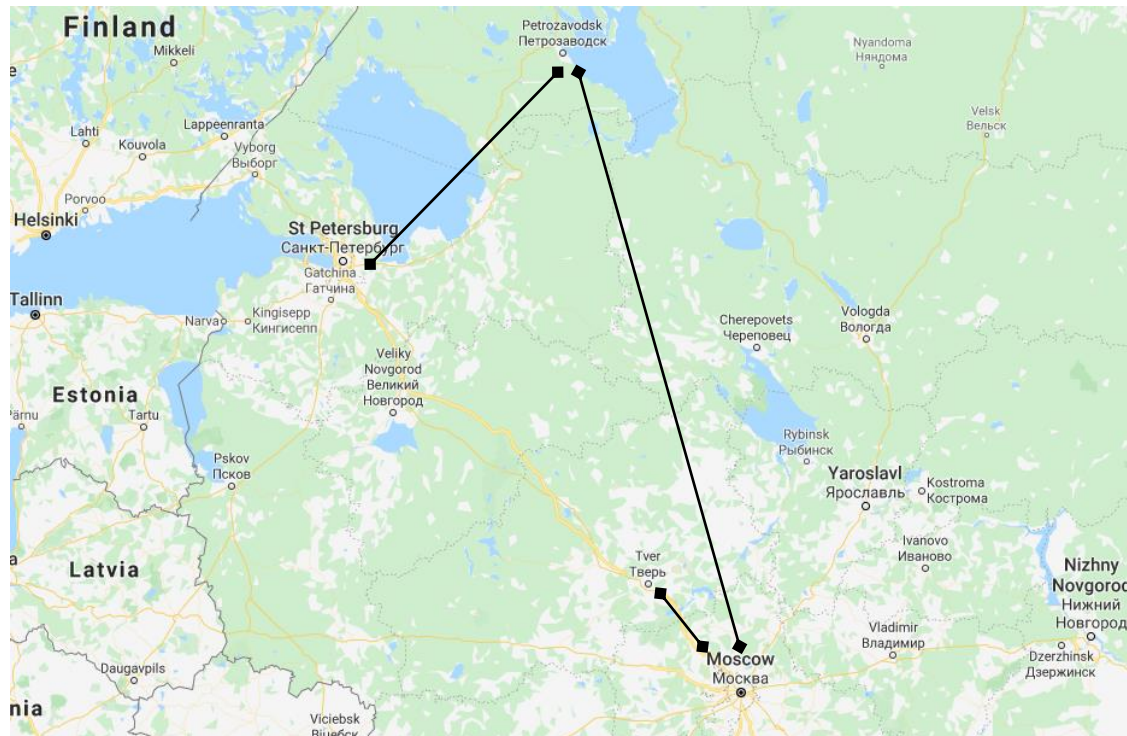 Finland
Mikkeli
Petrozavodsk
Петрозаводск
Nyandoma
Няндома
Lahti
Kouvola
Lappeenranta
Vyborg
Выборг
Velsk
Вельск
Porvoo
Helsinki
St Petersburg
Санкт-Петербург
Gatchina
Гатчина
Tallinn
Narva
Kingisepp
Кингисепп
Cherepovets
Череповец
Vologda
Вологда
Veliky
Novgorod
Великий
Новгород
Estonia
Pärnu
Tartu
Pskov
Псков
Rybinsk
Рыбинск
Yaroslavl
Ярославль
Kostroma
Кострома
Ivanovo
Иваново
Tver
Тверь
Latvia
Nizhny
Novgorod
Нижний
Новгород
Vladimir
Владимир
Dzerzhinsk
Дзержинск
Moscow
Москва
Daugavpils
nia
Viciebsk
Віцебск